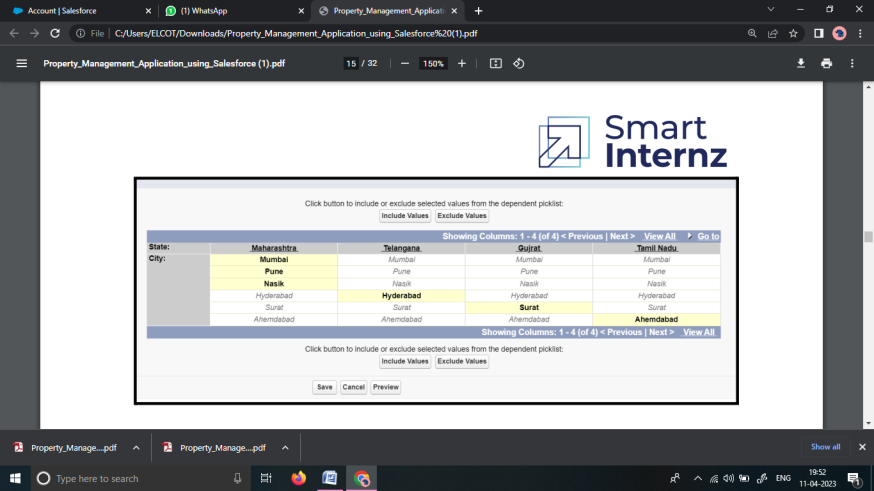 Account | Salesforce
(1) WhatsApp
Property_Management_Applicati
File | C:/Users/ELCOT/Downloads/Property_Management_Application_using_Salesforce%20(1).pdf
Property_Management_Application_using_Salesforce (1).pdf
15 / 32
150%
Smart
Internz
Click button to include or exclude selected values from the dependent picklist:
Include Values Exclude Values
Showing Columns: 1 - 4 (of 4) < Previous | Next > View All Go to
State: Maharashtra Telangana Gujrat Tamil Nadu
City: Mumbai Mumbai Mumbai Mumbai
Pune Pune Pune Pune
Nasik Nasik Nasik Nasik
Hyderabad Hyderabad Hyderabad Hyderabad
Surat Surat Surat Surat
Ahemdabad Ahemdabad Ahemdabad Ahemdabad
Showing Columns: 1 - 4 (of 4) < Previous | Next > View All
Click button to include or exclude selected values from the dependent picklist:
Include Values Exclude Values
Save Cancel Preview
Property_Manage....pdf
Property_Manage....pdf
Show all
Type here to search
ENG
19:52
11-04-2023
1